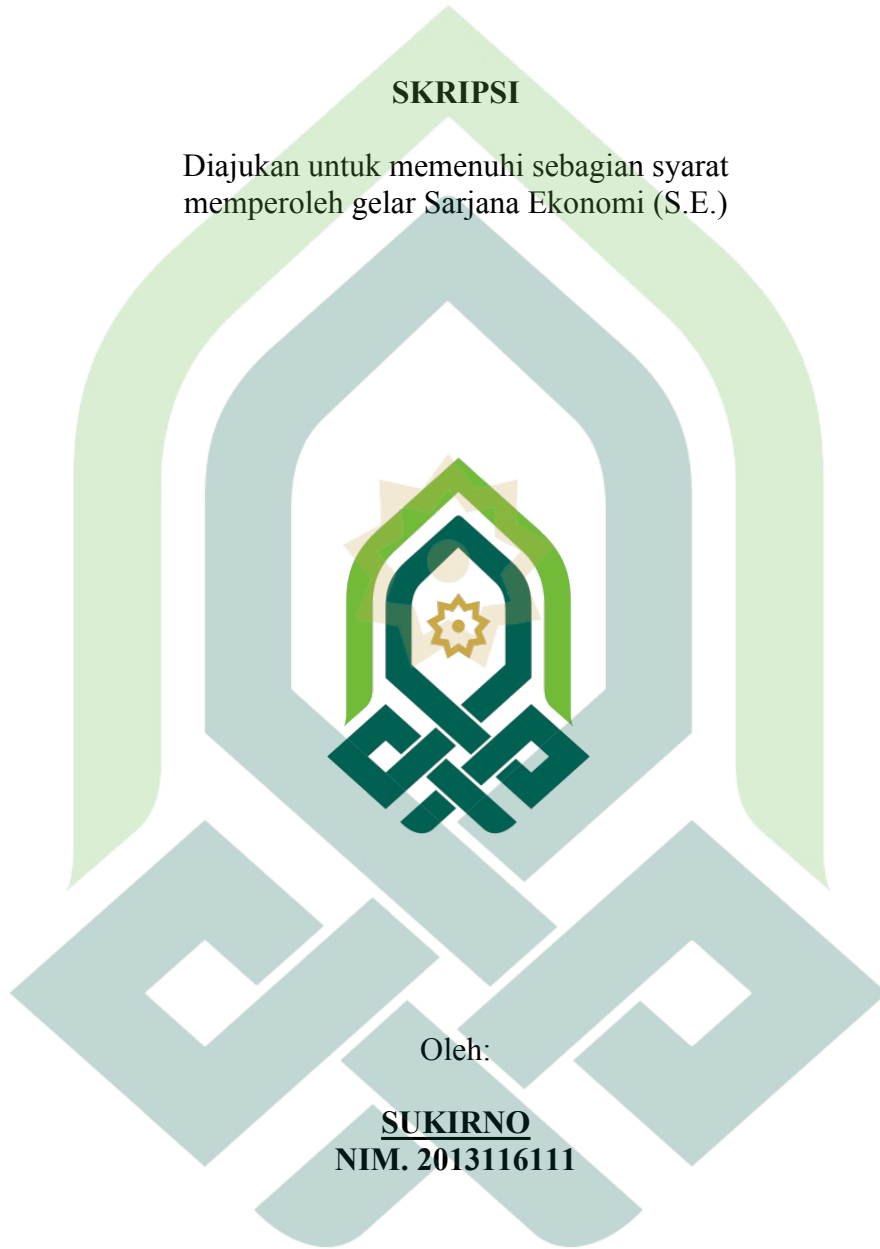 SKRIPSI
Diajukan untuk memenuhi sebagian syarat
memperoleh gelar Sarjana Ekonomi (S.E.)
Oleh:
SUKIRNO
NIM. 2013116111